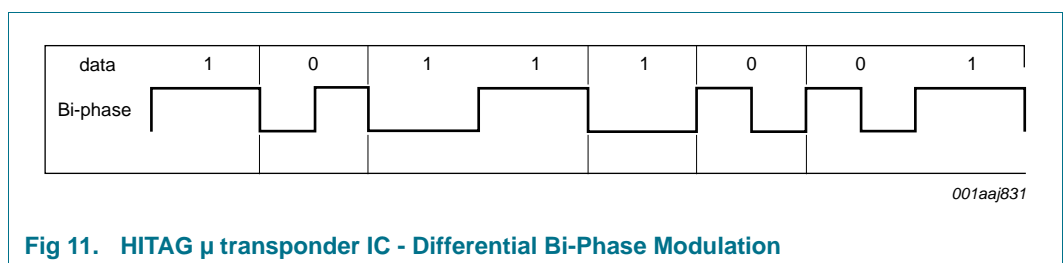 data 1 0 1 1 1 0 0 1
Bi-phase
001aaj831
Fig 11. HITAG µ transponder IC - Differential Bi-Phase Modulation